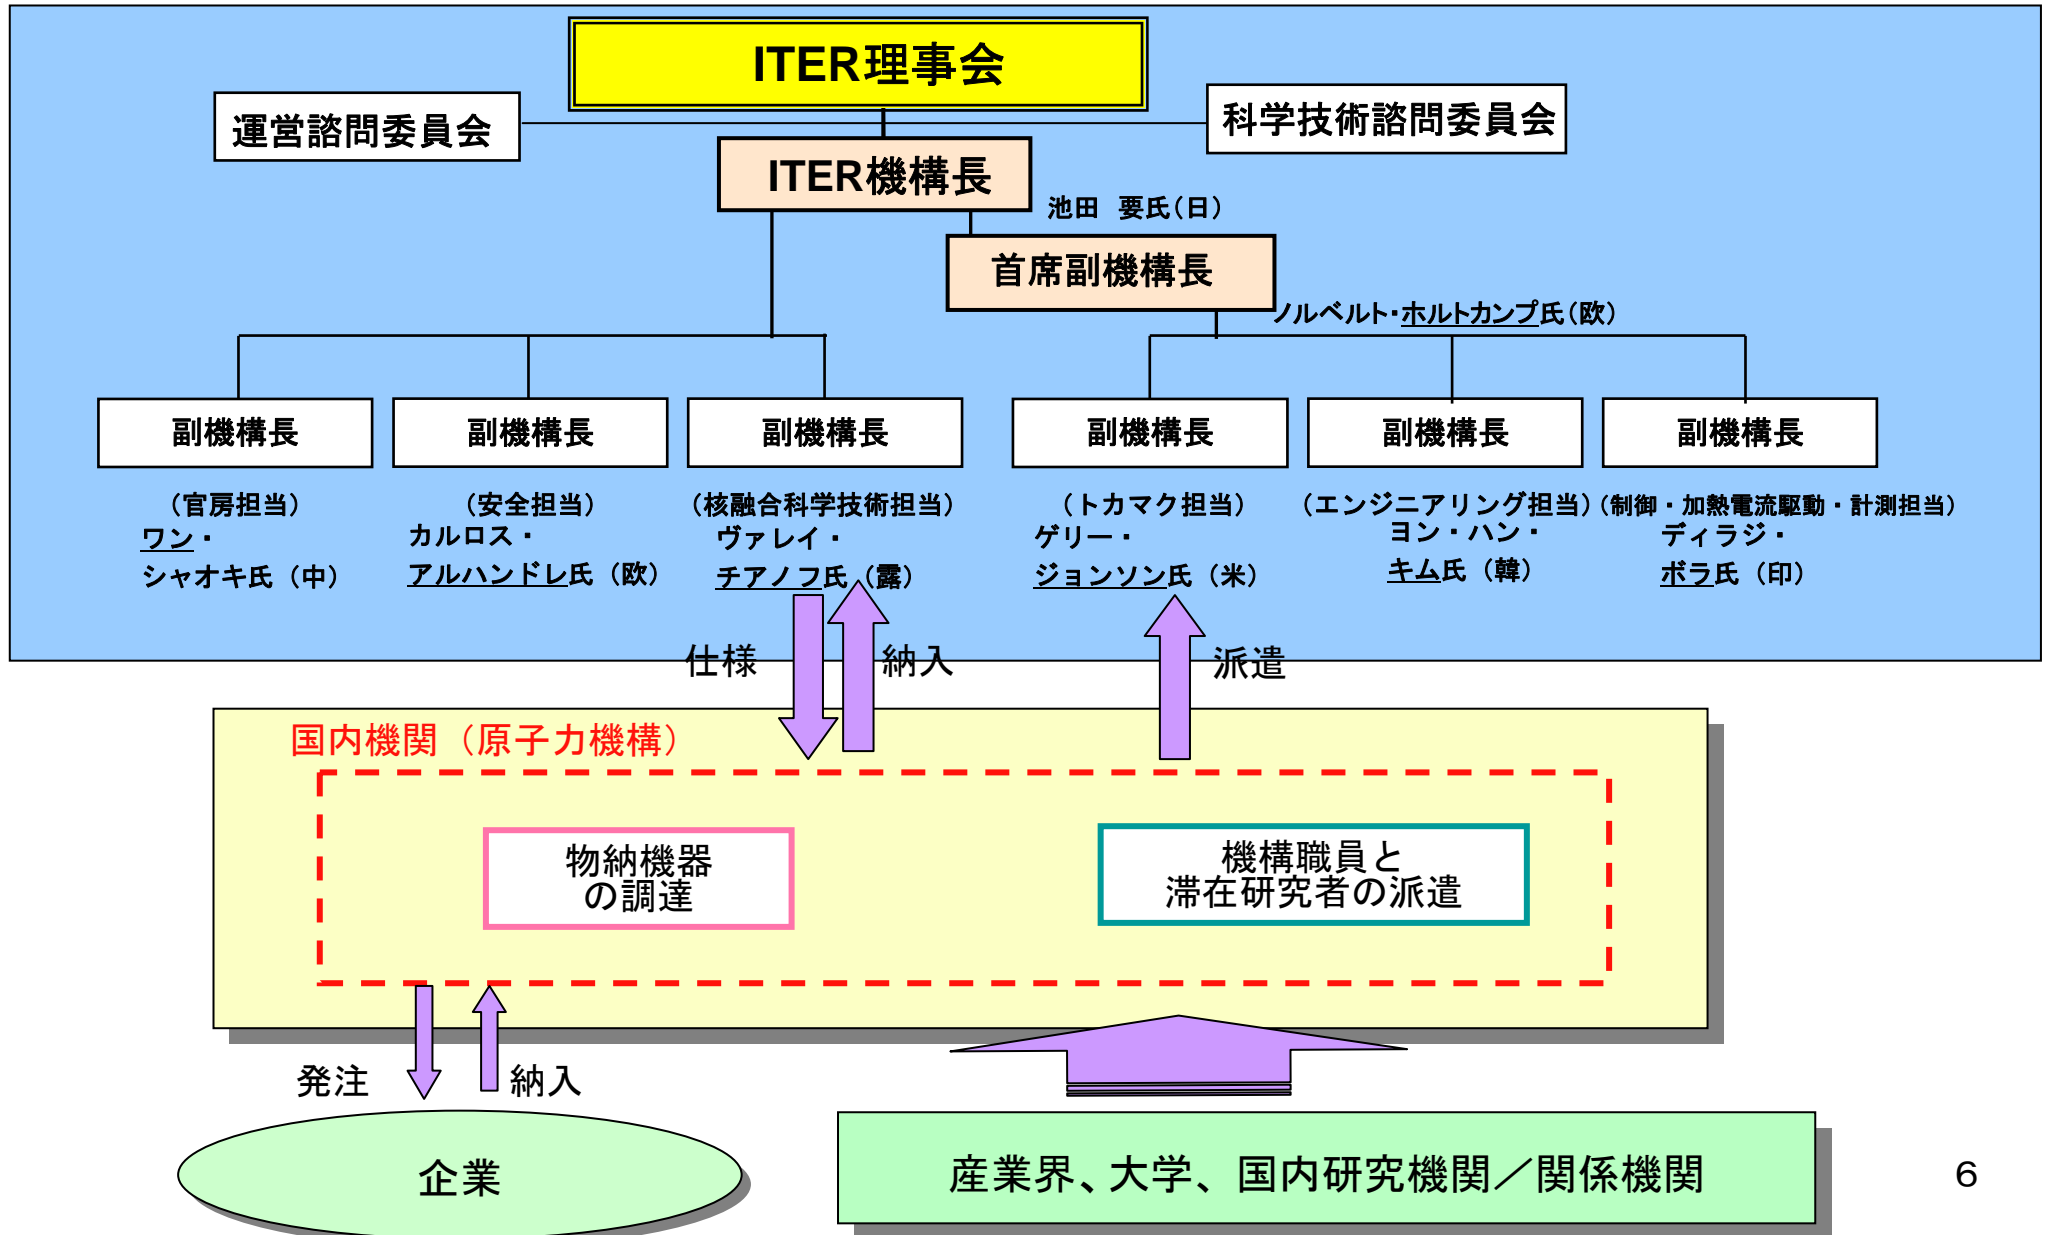 ITER理事会
運営諮問委員会
科学技術諮問委員会
ITER機構長
池田　要氏（日）
首席副機構長
ノルベルト・ホルトカンプ氏（欧）
副機構長
副機構長
副機構長
副機構長
副機構長
副機構長
（官房担当）
ワン・
シャオキ氏（中）
（安全担当）
カルロス・
アルハンドレ氏（欧）
（核融合科学技術担当）
ヴァレイ・
チアノフ氏（露）
（トカマク担当）
ゲリー・
ジョンソン氏（米）
（エンジニアリング担当）
ヨン・ハン・
キム氏（韓）
（制御・加熱電流駆動・計測担当）
ディラジ・
ボラ氏（印）
仕様
納入
派遣
国内機関（原子力機構）
物納機器
の調達
機構職員と
滞在研究者の派遣
発注
納入
企業
産業界、大学、国内研究機関／関係機関
6